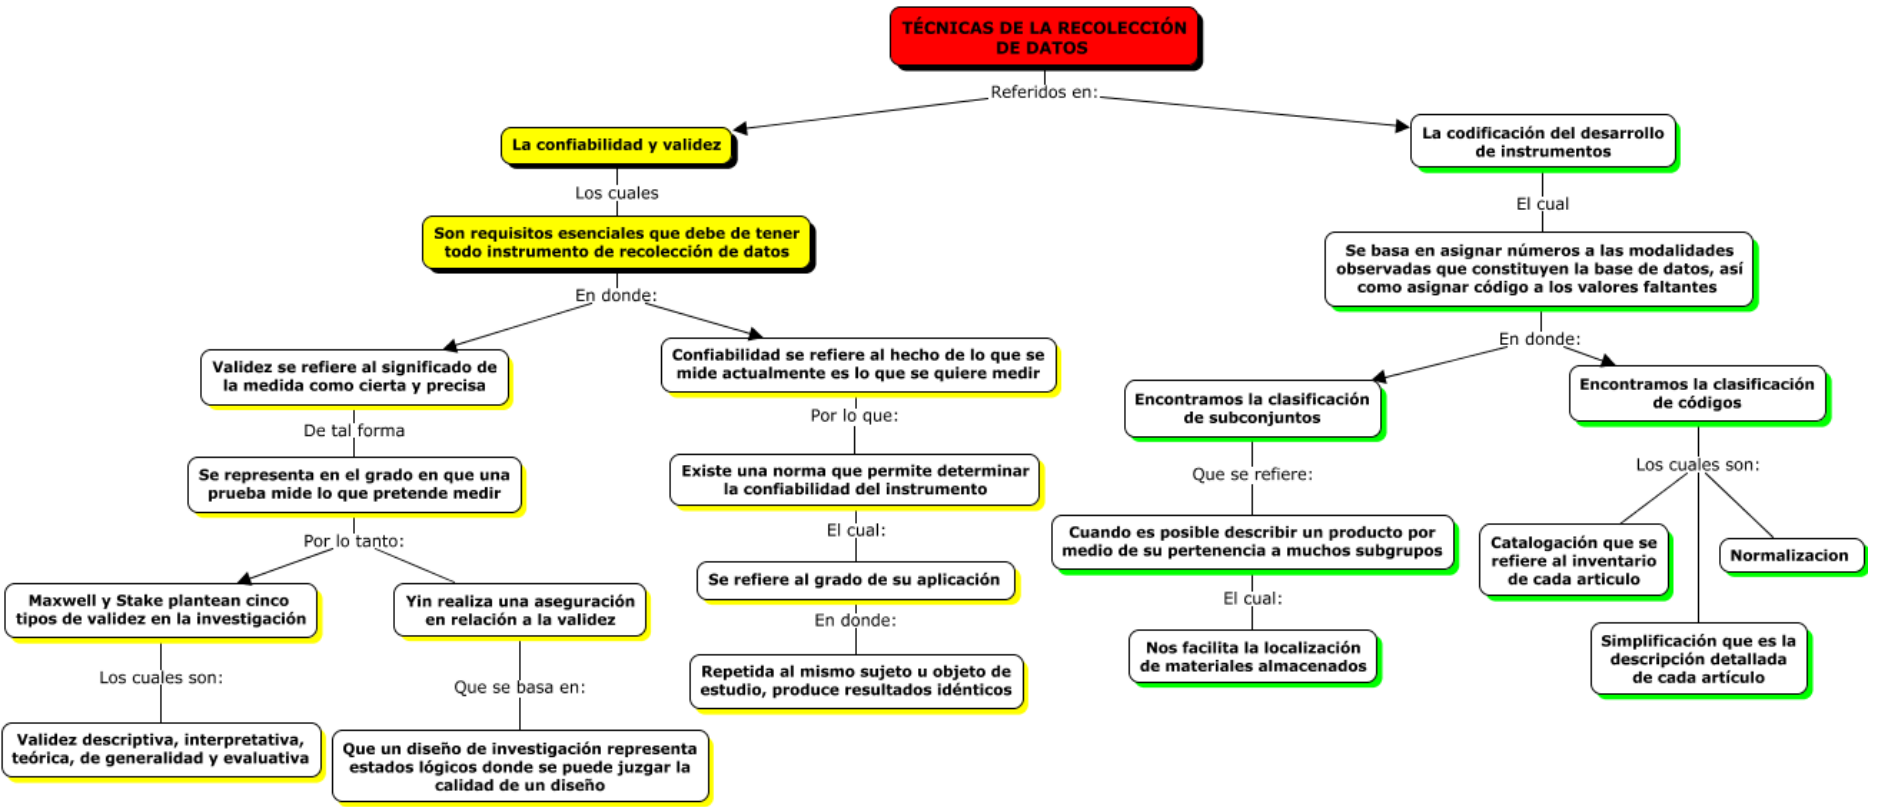 TÉCNICAS DE LA RECOLECCIÓN
DE DATOS
Referidos en:
La confiabilidad y validez
Los cuales
Son requisitos esenciales que debe de tener
todo instrumento de recolección de datos
En donde:
Validez se refiere al significado de
la medida como cierta y precisa
De tal forma
Se representa en el grado en que una
prueba mide lo que pretende medir
Por lo tanto:
Maxwell y Stake plantean cinco
tipos de validez en la investigación
Los cuales son:
Validez descriptiva, interpretativa,
teórica, de generalidad y evaluativa
Yin realiza una aseguración
en relación a la validez
Que se basa en:
Que un diseño de investigación representa
estados lógicos donde se puede juzgar la
calidad de un diseño
Confiabilidad se refiere al hecho de lo que se
mide actualmente es lo que se quiere medir
Por lo que:
Existe una norma que permite determinar
la confiabilidad del instrumento
El cual:
Se refiere al grado de su aplicación
En donde:
Repetida al mismo sujeto u objeto de
estudio, produce resultados idénticos
La codificación del desarrollo
de instrumentos
El cual
Se basa en asignar números a las modalidades
observadas que constituyen la base de datos, así
como asignar código a los valores faltantes
En donde:
Encontramos la clasificación
de subconjuntos
Que se refiere:
Cuando es posible describir un producto por
medio de su pertenencia a muchos subgrupos
El cual:
Nos facilita la localización
de materiales almacenados
Encontramos la clasificación
de códigos
Los cuales son:
Catalogación que se
refiere al inventario
de cada articulo
Simplificación que es la
descripción detallada
de cada artículo
Normalizacion